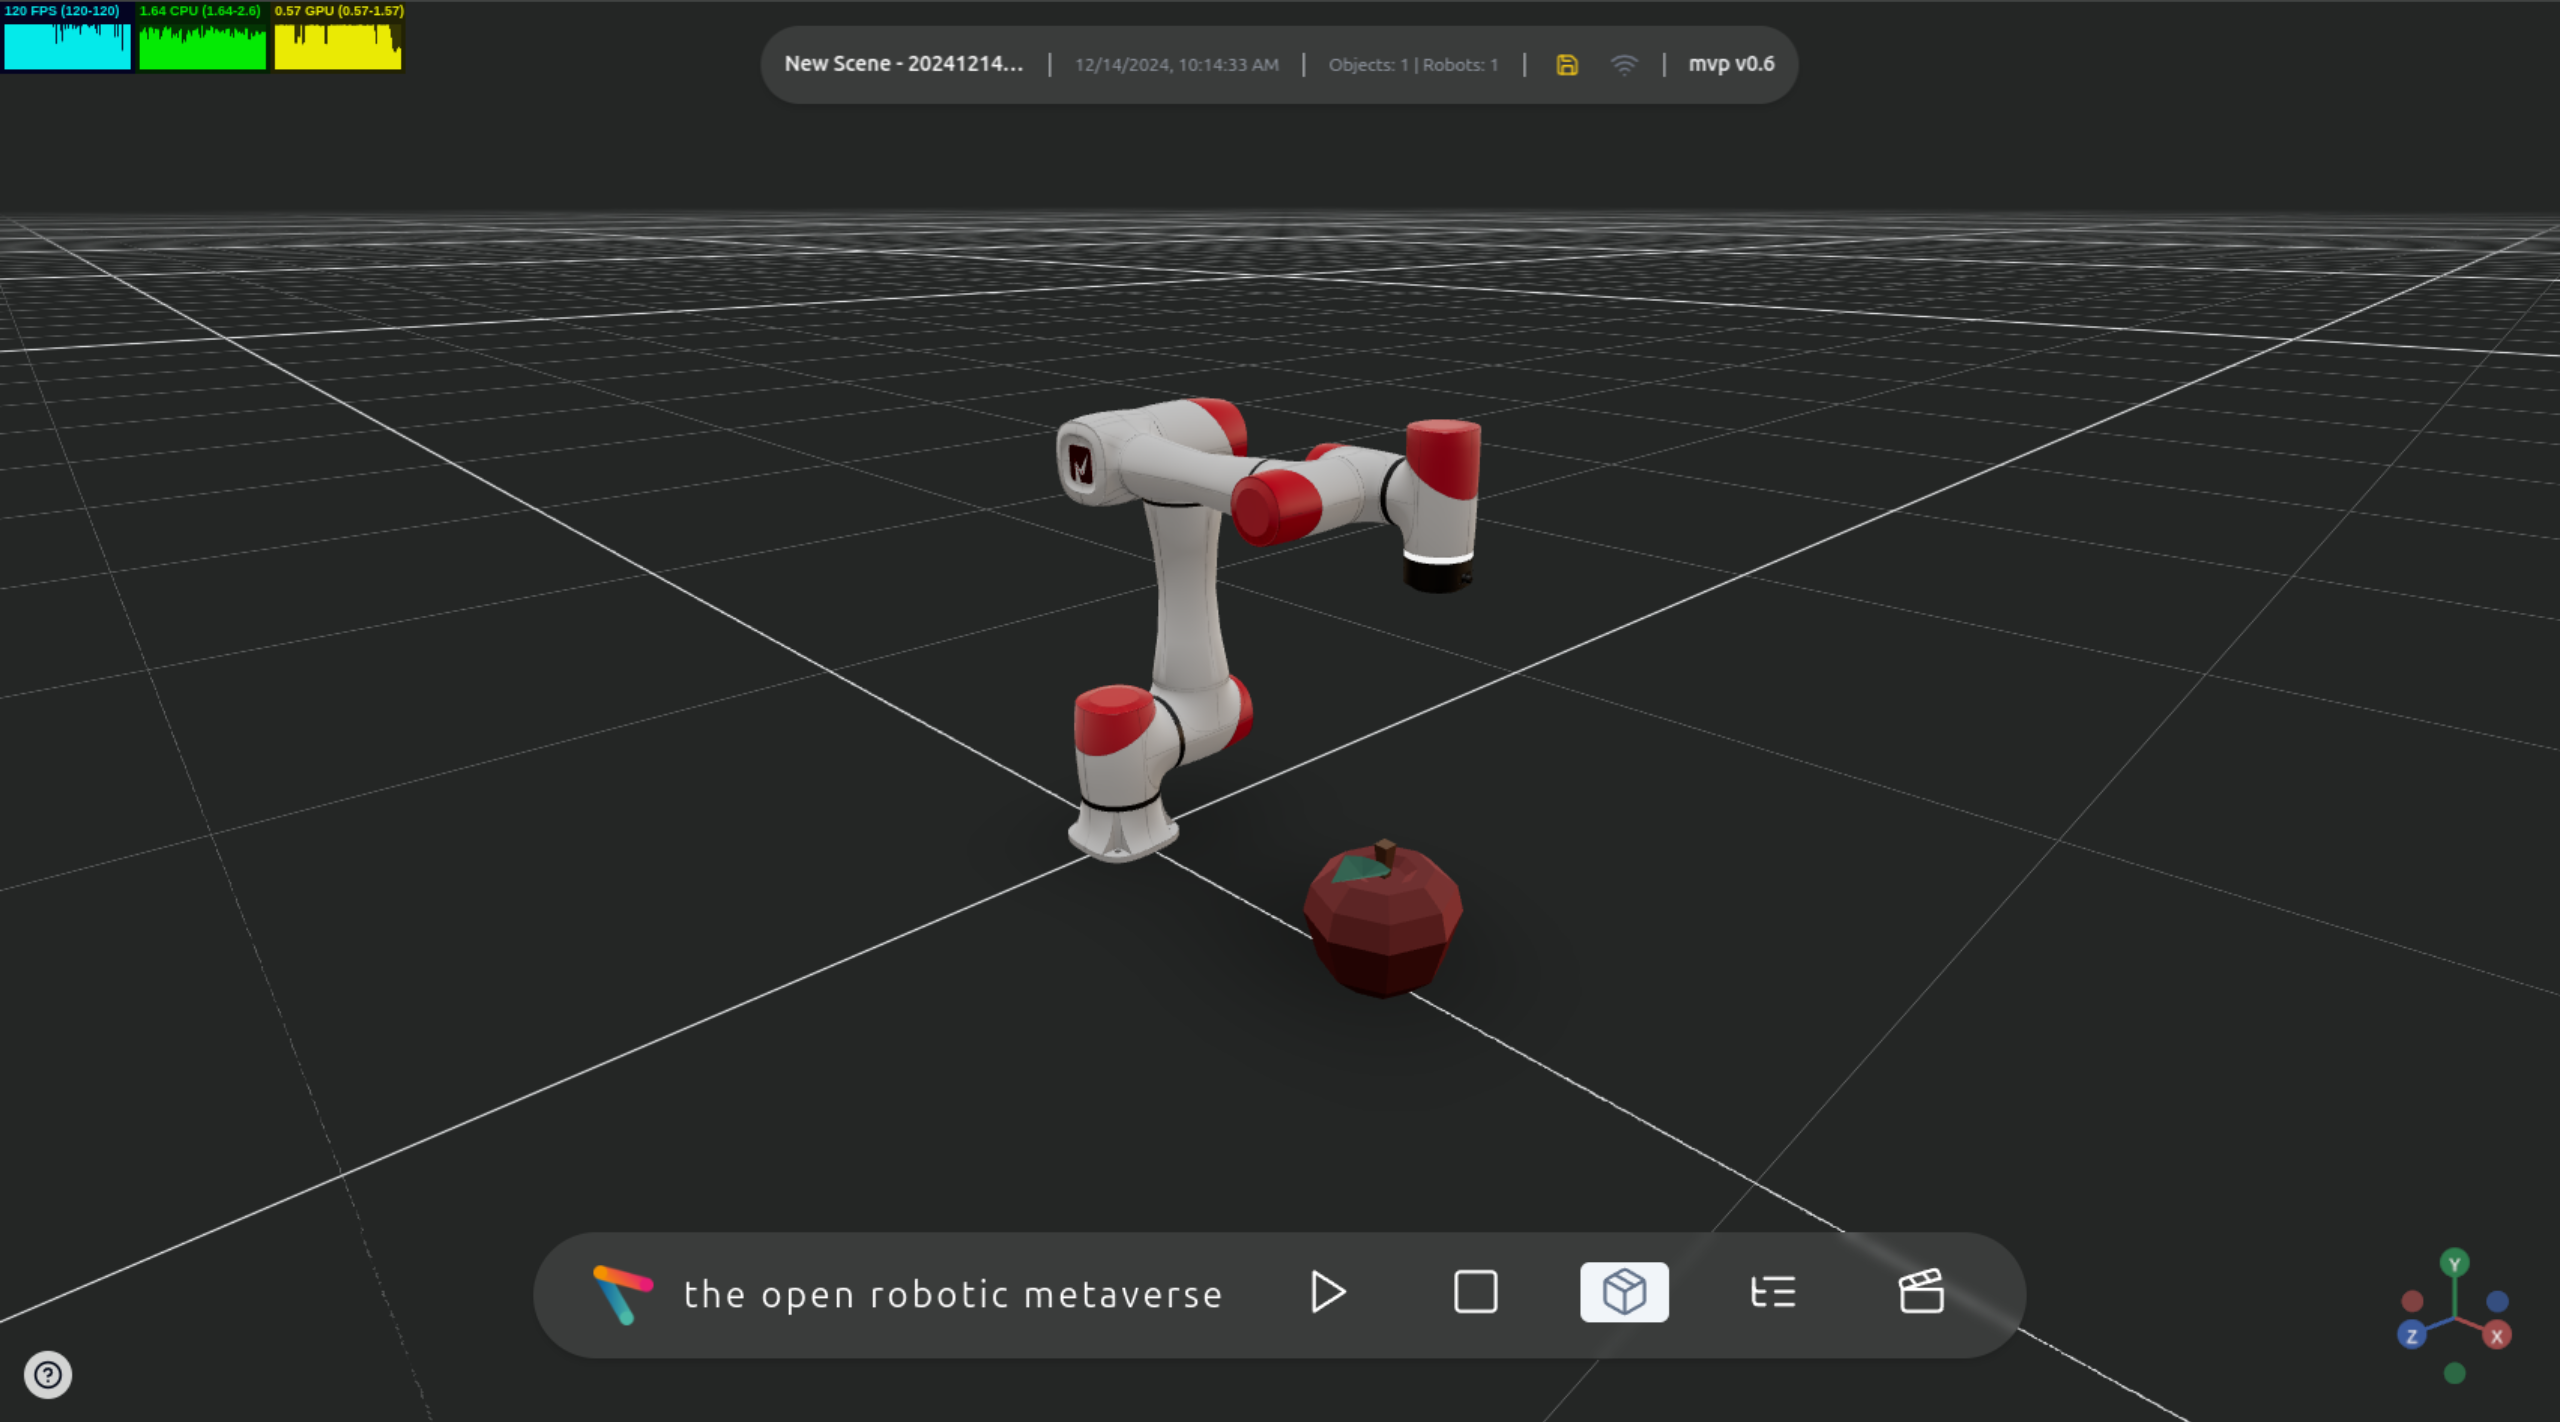 120 FPS (120-120) 1.64 CPU (1.64-2.6) 0.57 GPU (0.57-1.57)
New Scene - 20241214... | 12/14/2024, 10:14:33 AM | Objects: 1 | Robots: 1 | | mvp v0.6
the open robotic metaverse
Y
Z X
?